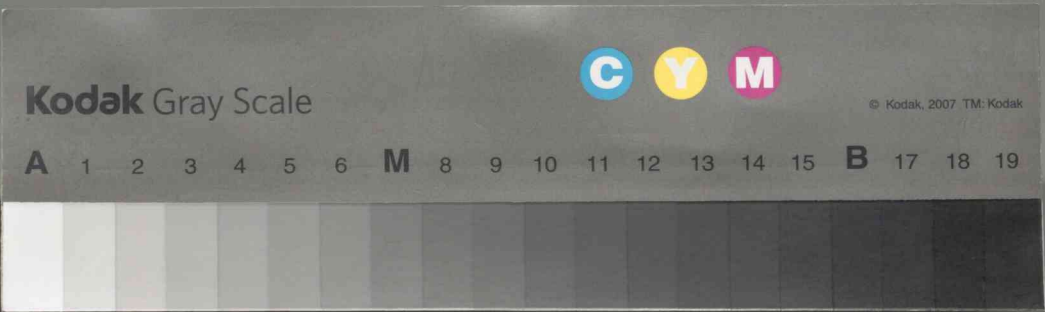 C Y M
Kodak Gray Scale
© Kodak, 2007 TM: Kodak
A 1 2 3 4 5 6 M 8 9 10 11 12 13 14 15 B 17 18 19